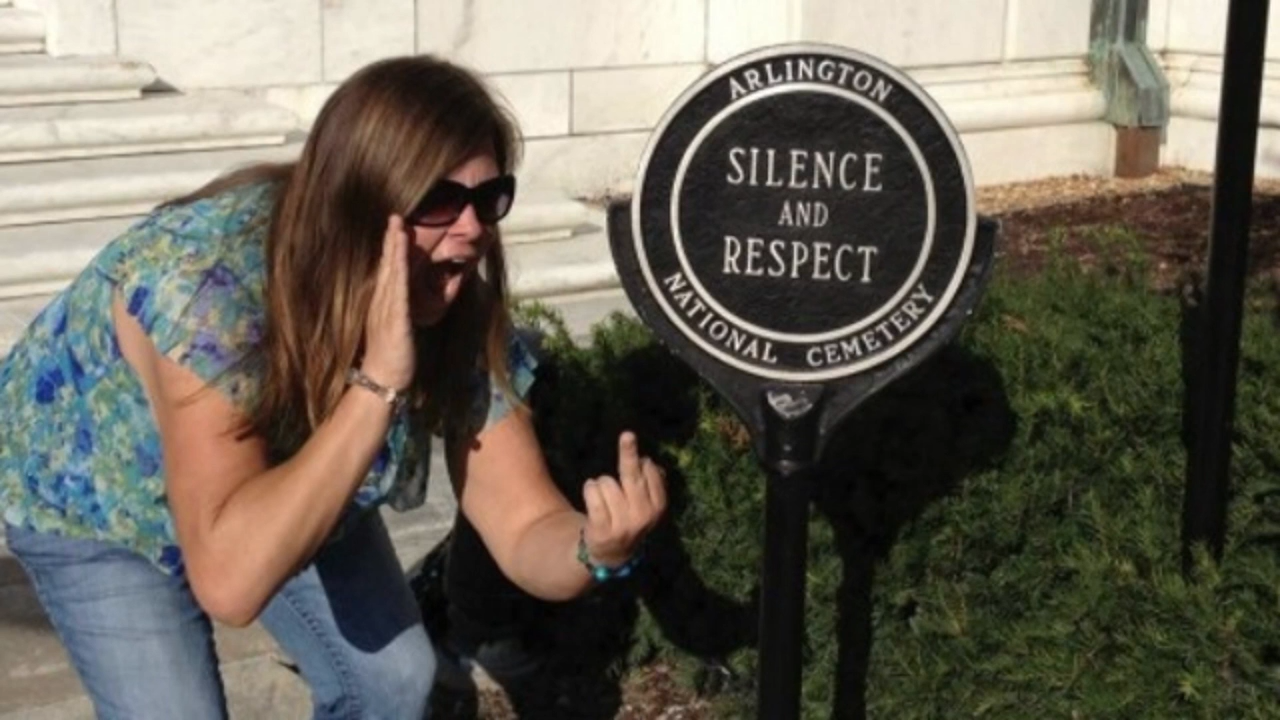 ARLINGTON
SILENCE
AND
RESPECT
NATIONAL CEMETERY